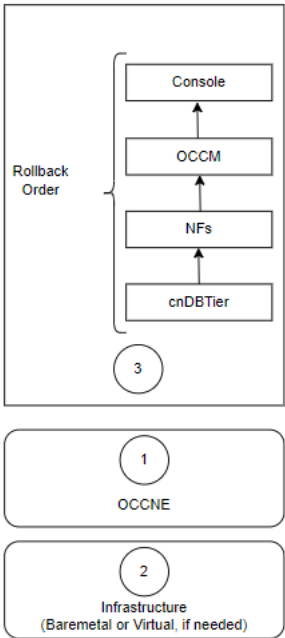 Console
OCCM
Rollback
Order
NFs
cnDBTier
3
1
OCCNE
2
Infrastructure
(Baremetal or Virtual, if needed)